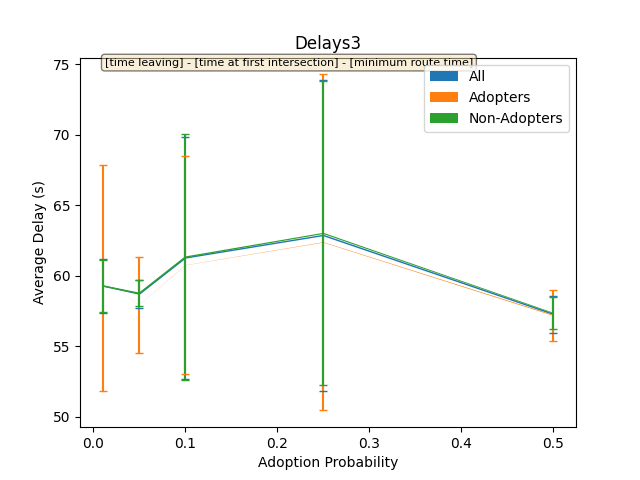 Delays3
[time leaving] - [time at first intersection] - [minimum route time]
All
Adopters
Non-Adopters
75
70
65
60
55
50
Average Delay (s)
0.0 0.1 0.2 0.3 0.4 0.5
Adoption Probability